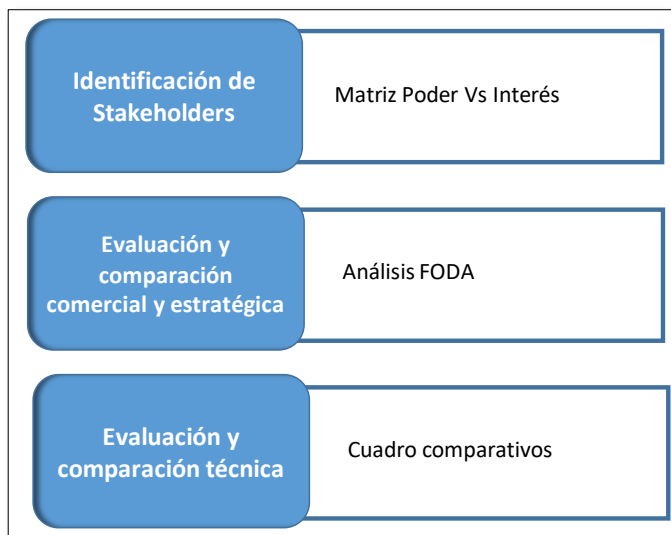 Identificación de
Stakeholders
Matriz Poder Vs Interés
Evaluación y
comparación
comercial y estratégica
Análisis FODA
Evaluación y
comparación técnica
Cuadro comparativos